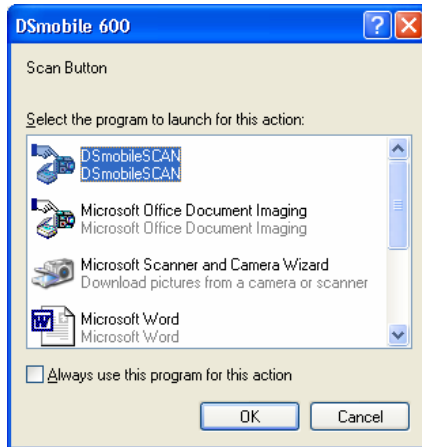 DSmobile 600
Scan Button
Select the program to launch for this action:
DSmobileSCAN
DSmobileSCAN
Microsoft Office Document Imaging
Microsoft Office Document Imaging
Microsoft Scanner and Camera Wizard
Download pictures from a camera or scanner
Microsoft Word
Microsoft Word
Always use this program for this action
OK Cancel